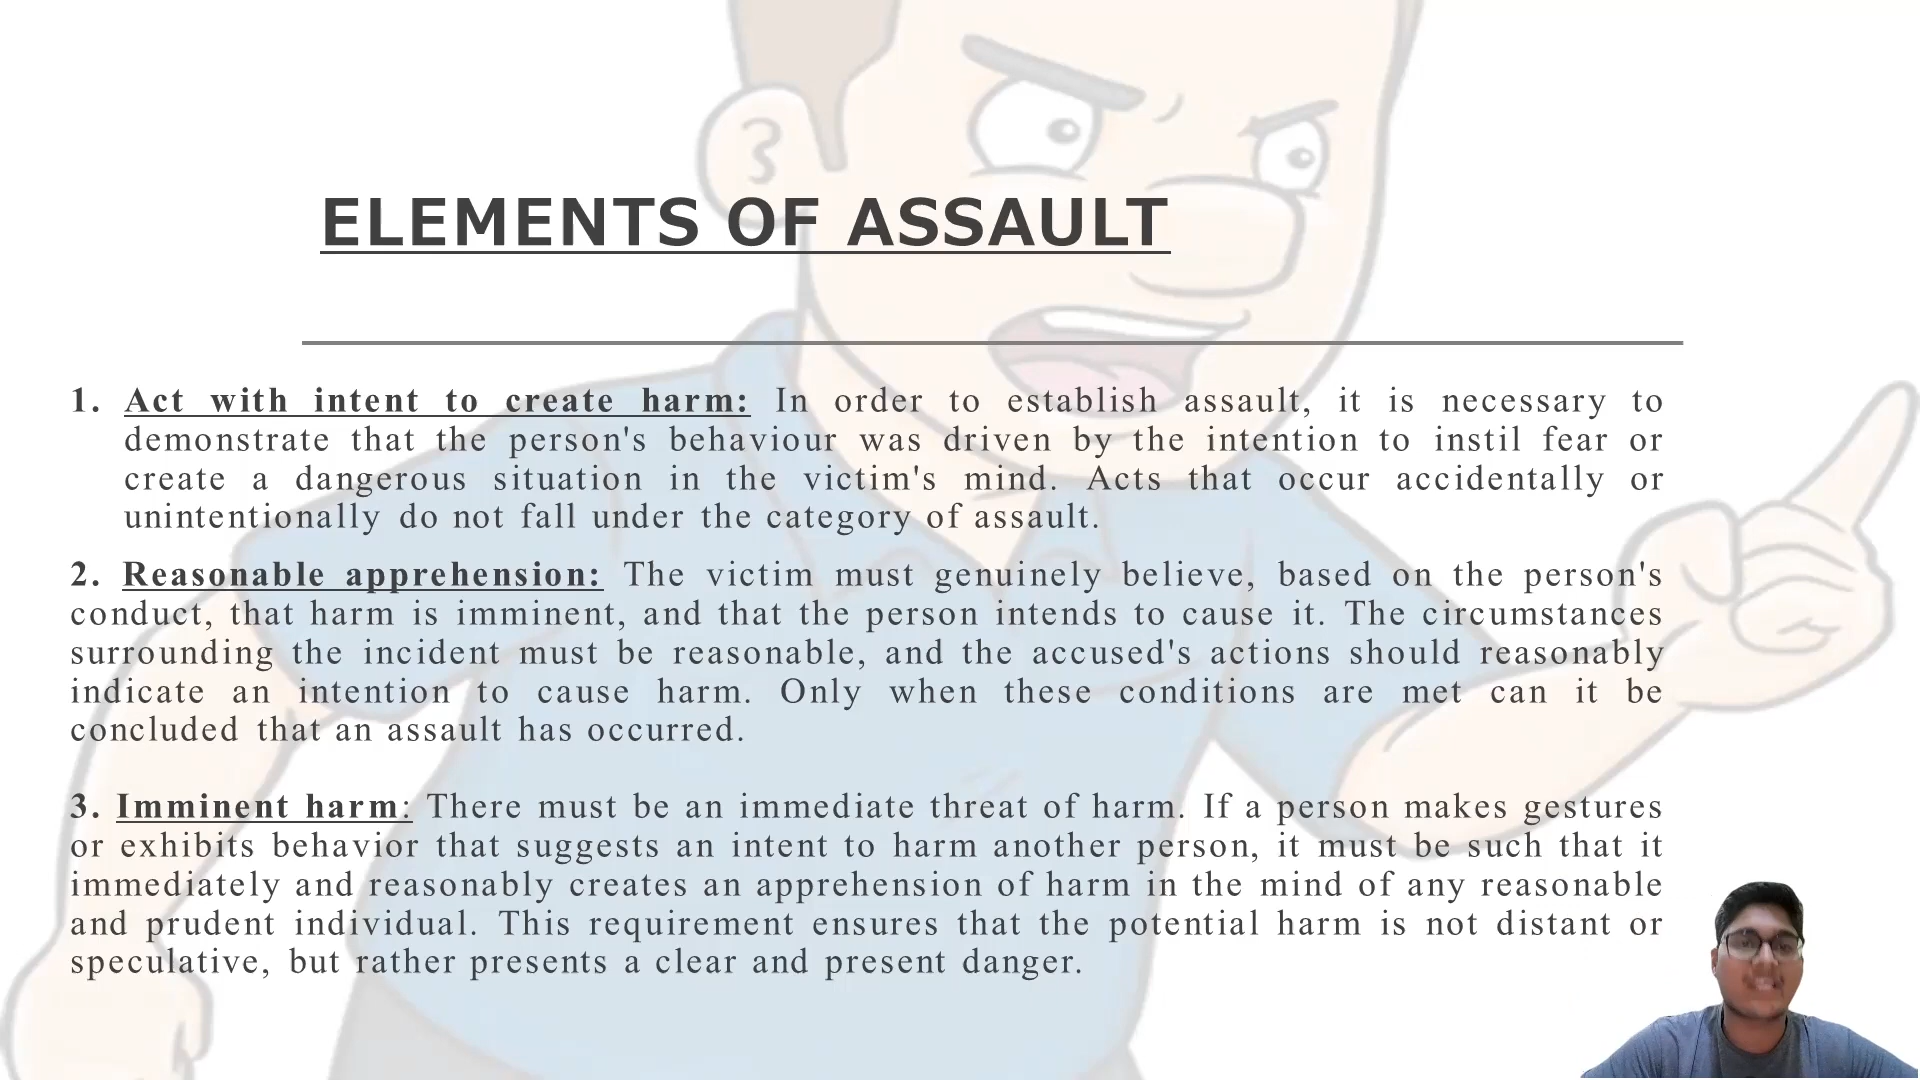 ELEMENTS OF ASSAULT
1. Act with intent to create harm: In order to establish assault, it is necessary to
demonstrate that the person's behaviour was driven by the intention to instil fear or
create a dangerous situation in the victim's mind. Acts that occur accidentally or
unintentionally do not fall under the category of assault.
2. Reasonable apprehension: The victim must genuinely believe, based on the person's
conduct, that harm is imminent, and that the person intends to cause it. The circumstances
surrounding the incident must be reasonable, and the accused's actions should reasonably
indicate an intention to cause harm. Only when these conditions are met can it be
concluded that an assault has occurred.
3. Imminent harm: There must be an immediate threat of harm. If a person makes gestures
or exhibits behavior that suggests an intent to harm another person, it must be such that it
immediately and reasonably creates an apprehension of harm in the mind of any reasonable
and prudent individual. This requirement ensures that the potential harm is not distant or
speculative, but rather presents a clear and present danger.